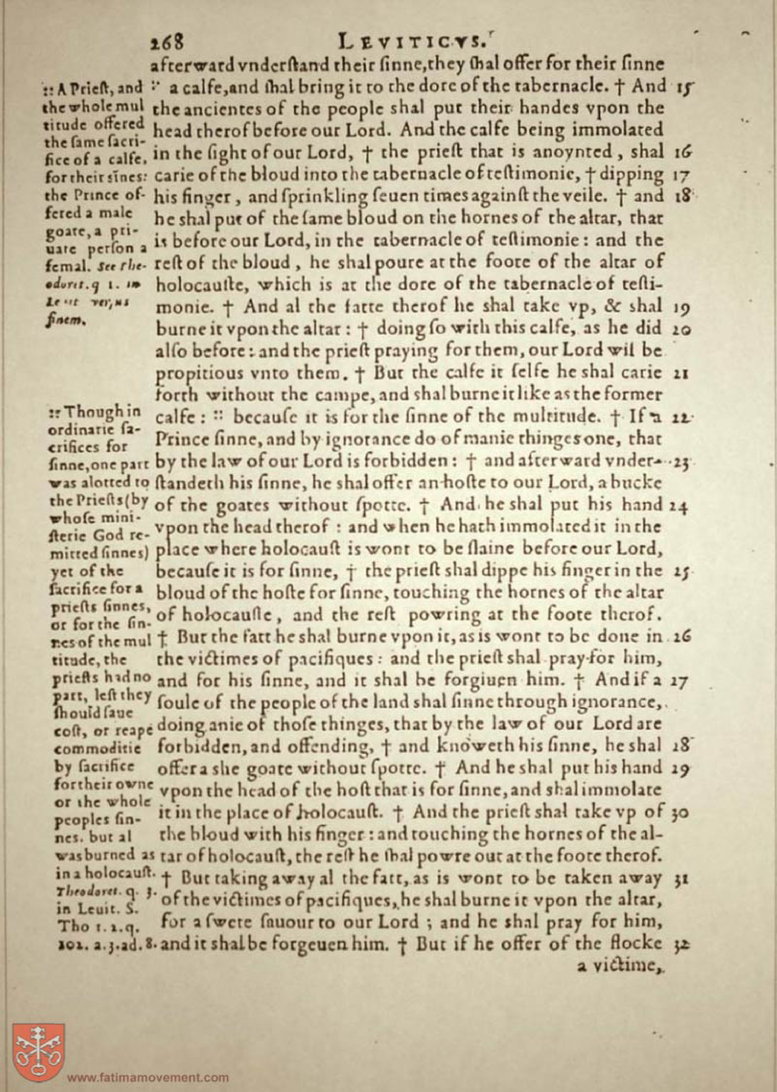 268 LEVITICVS.
afterward vnderſtand their ſinne,they ſhal offer for their ſinne
" a calfe,and ſhal bring it to the dore of the tabernacle. † And 15
the ancientes of the people shal put their handes vpon the
head therof before our Lord. And the calfe being immolated
in the ſight of our Lord, † the prieſt that is anoynted, shal 16
carie of the bloud into the tabernacle of teſtimonie, † dipping 17
his finger, and ſprinkling ſeuen times againſt the veile. † and 18
he shal put of the ſame bloud on the hornes of the altar, that
is before our Lord, in the tabernacle of teſtimonie: and the
reſt of the bloud, he shal poure at the foote of the altar of
holocauſte, which is at the dore of the tabernacle of teſti-
monie. † And al the fatte therof he shal take vp, & shal 19
burne it vpon the altar: † doing ſo with this calfe, as he did 20
alſo before: and the prieſt praying for them, our Lord wil be
propitious vnto them. † But the calfe it ſelfe he shal carie 21
forth without the campe, and shal burne it like as the former
calfe: :: becauſe it is for the ſinne of the multitude. † If a 22
Prince ſinne, and by ignorance do of manie thinges one, that
by the law of our Lord is forbidden: † and afterward vnder- 23
ſtandeth his ſinne, he shal offer an hoſte to our Lord, a bucke
of the goates without ſpotte. † And he shal put his hand 24
vpon the head therof: and when he hath immolated it in the
place where holocauſt is wont to be ſlaine before our Lord,
becauſe it is for ſinne, † the prieſt shal dippe his finger in the 25
bloud of the hoſte for ſinne, touching the hornes of the altar
of holocauſte, and the reſt powring at the foote therof.
† But the fatt he shal burne vpon it, as is wont to be done in 26
the victimes of pacifiques: and the prieſt shal pray for him,
and for his ſinne, and it shal be forgiuen him. † And if a 27
ſoule of the people of the land shal ſinne through ignorance,
doing anie of thoſe thinges, that by the law of our Lord are
forbidden, and offending, † and knoweth his ſinne, he shal 28
offer a she goate without ſpotte. † And he shal put his hand 29
vpon the head of the hoſt that is for ſinne, and shal immolate
it in the place of holocauſt. † And the prieſt shal take vp of 30
the bloud with his finger: and touching the hornes of the al-
tar of holocauſt, the reſt he ſhal powre out at the foote therof.
† But taking away al the fatt, as is wont to be taken away 31
of the victimes of pacifiques, he shal burne it vpon the altar,
for a ſwete ſauour to our Lord; and he shal pray for him,
and it shal be forgeuen him. † But if he offer of the flocke 32
a victime,
:: A Prieſt, and
the whole mul
titude offered
the ſame ſacri-
fice of a calfe,
for their sīnes:
the Prince of-
fered a male
goate, a pri-
uate perſon a
femal. See The-
odoret. q 1. in
Leuit verſus
finem.
:: Though in
ordinarie ſa-
crifices for
ſinne, one part
was alotted to
the Prieſts (by
whoſe mini-
ſterie God re-
mitted ſinnes)
yet of the
ſacrifice for a
prieſts ſinnes,
or for the ſin-
nes of the mul
titude, the
prieſts had no
part, leſt they
ſhould ſaue
coſt, or reape
commoditie
by ſacrifice
for their owne
or the whole
peoples ſin-
nes. but al
was burned as
in a holocauſt.
Theodoret. q. 3.
in Leuit. S.
Tho 1. 2. q.
102. a. 3. ad. 8.
www.fatimamovement.com